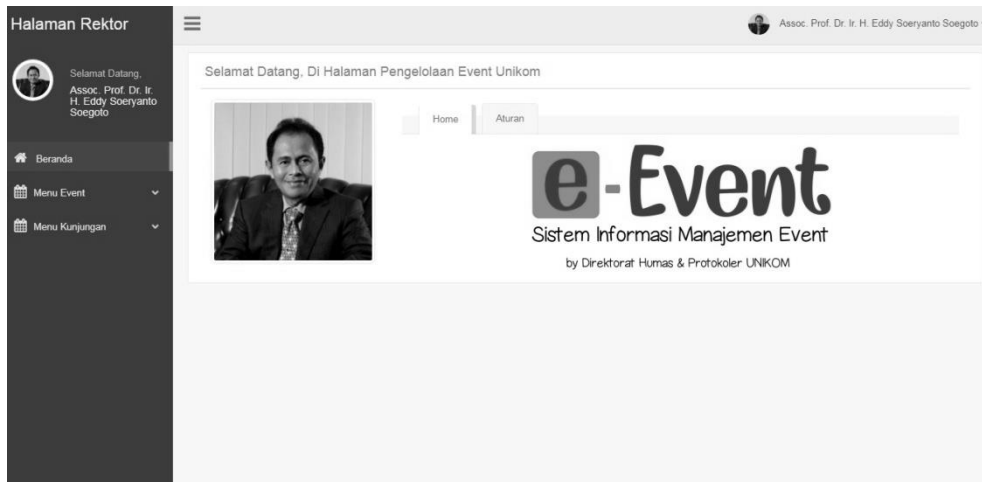 Halaman Rektor
Assoc. Prof. Dr. Ir. H. Eddy Soeryanto Soegoto
Selamat Datang,
Assoc. Prof. Dr. Ir.
H. Eddy Soeryanto
Soegoto
Beranda
Menu Event
Menu Kunjungan
Selamat Datang, Di Halaman Pengelolaan Event Unikom
Home
Aturan
e-Event
Sistem Informasi Manajemen Event
by Direktorat Humas & Protokoler UNIKOM